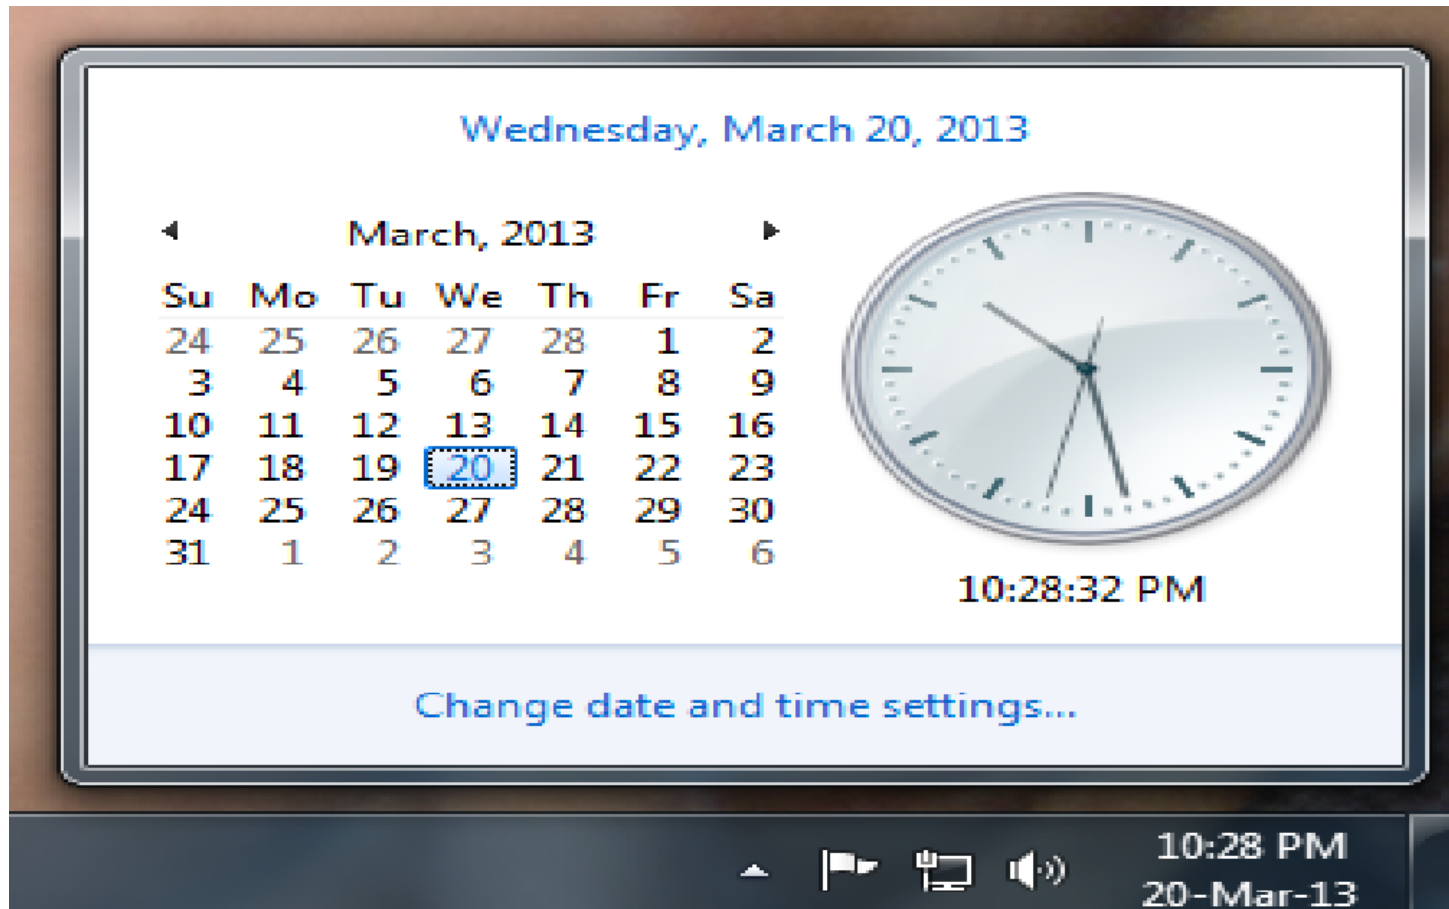 Wednesday, March 20, 2013
March, 2013
Su Mo Tu We Th Fr Sa
24 25 26 27 28 1 2
3 4 5 6 7 8 9
10 11 12 13 14 15 16
17 18 19 20 21 22 23
24 25 26 27 28 29 30
31 1 2 3 4 5 6
10:28:32 PM
Change date and time settings...
10:28 PM
20-Mar-13